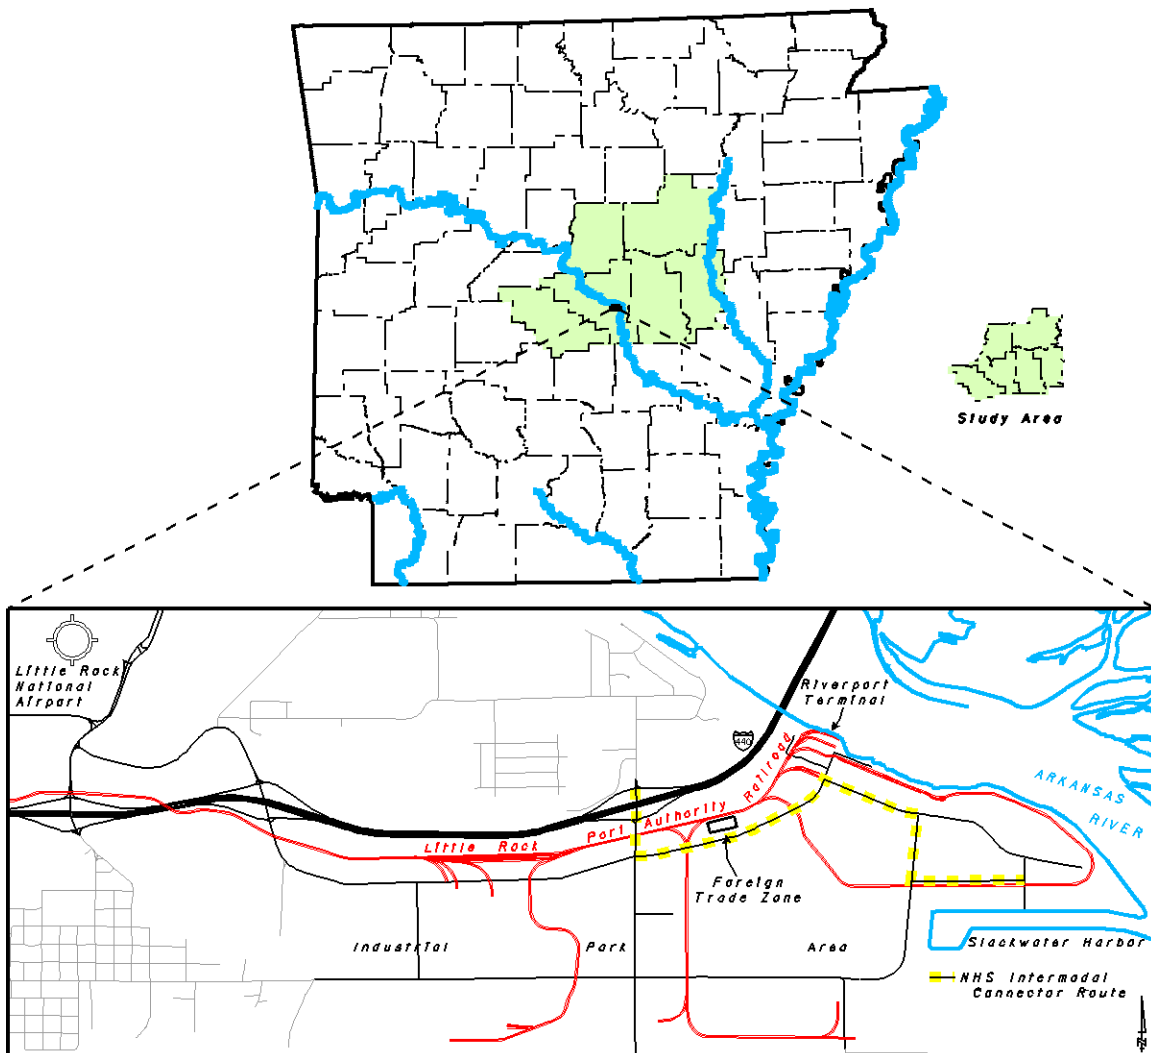 Study Area
Little Rock
National
Airport
Riverport
Terminal
440
Little Rock Port Authority Railroad
ARKANSAS
RIVER
Foreign
Trade Zone
Industrial Park Area
Slackwater Harbor
NHS Intermodal
Connector Route
N